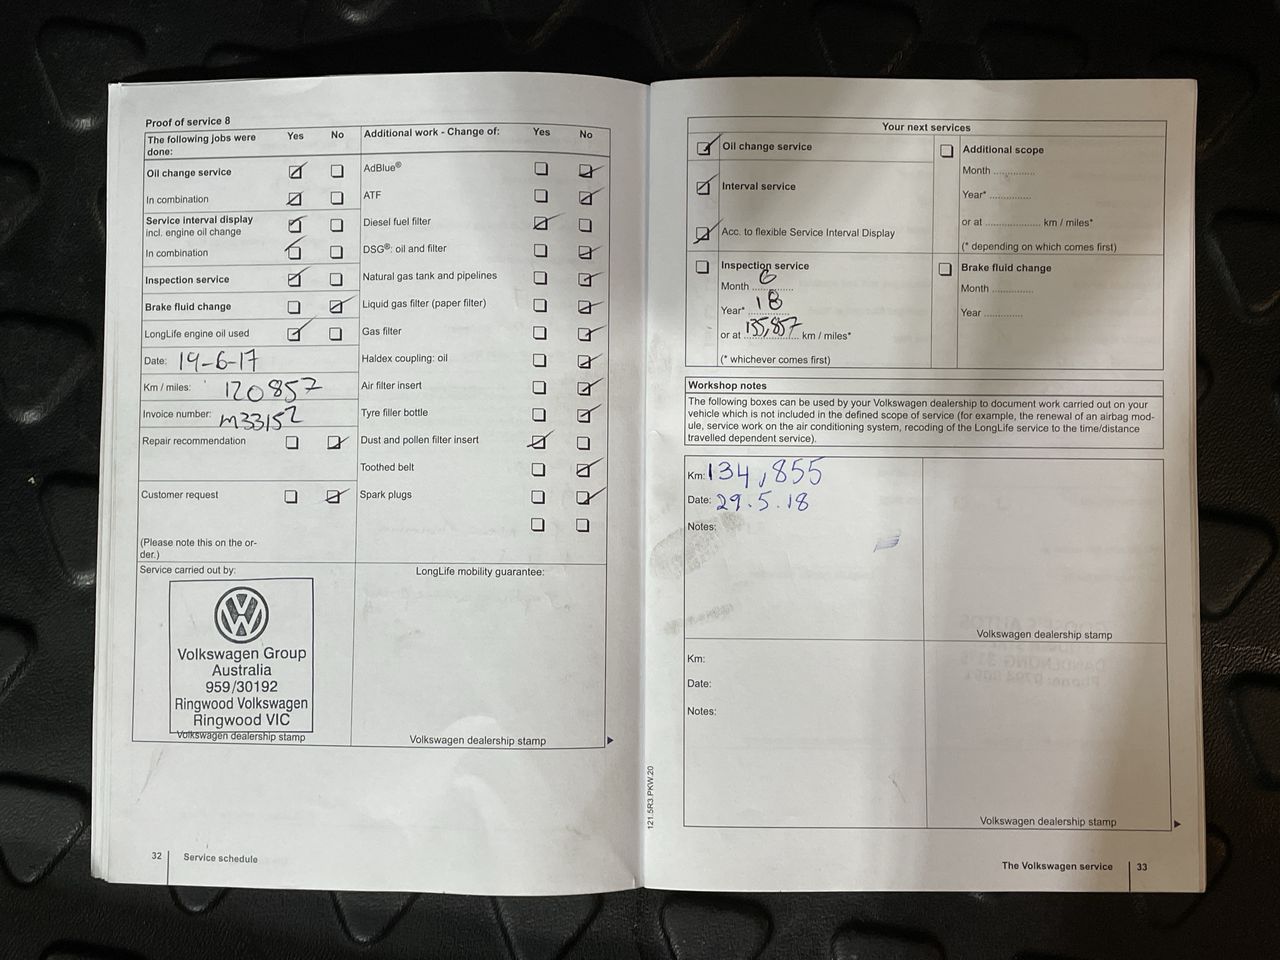 Proof of service 8
The following jobs were done:
Yes No
Oil change service
In combination
Service interval display
incl. engine oil change
In combination
Inspection service
Brake fluid change
LongLife engine oil used
Date: 19-6-17
Km / miles: 120857
Invoice number: m33152
Repair recommendation
Customer request
(Please note this on the or-
der.)
Additional work - Change of:
Yes No
AdBlue®
ATF
Diesel fuel filter
DSG®: oil and filter
Natural gas tank and pipelines
Liquid gas filter (paper filter)
Gas filter
Haldex coupling: oil
Air filter insert
Tyre filler bottle
Dust and pollen filter insert
Toothed belt
Spark plugs
Service carried out by:
Volkswagen Group
Australia
959/30192
Ringwood Volkswagen
Ringwood VIC
Volkswagen dealership stamp
LongLife mobility guarantee:
Volkswagen dealership stamp
32
Service schedule
Your next services
Oil change service
Interval service
Acc. to flexible Service Interval Display
Inspection service
Month 6
Year* 18
or at 135,857 km / miles*
(* whichever comes first)
Additional scope
Month ..............
Year* ..............
or at .................... km / miles*
(* depending on which comes first)
Brake fluid change
Month ..............
Year ..............
Workshop notes
The following boxes can be used by your Volkswagen dealership to document work carried out on your
vehicle which is not included in the defined scope of service (for example, the renewal of an airbag mod-
ule, service work on the air conditioning system, recoding of the LongLife service to the time/distance
travelled dependent service).
Km: 134,855
Date: 29.5.18
Notes:
Volkswagen dealership stamp
Km:
Date:
Notes:
Volkswagen dealership stamp
121.5R3.PKW.20
The Volkswagen service
33